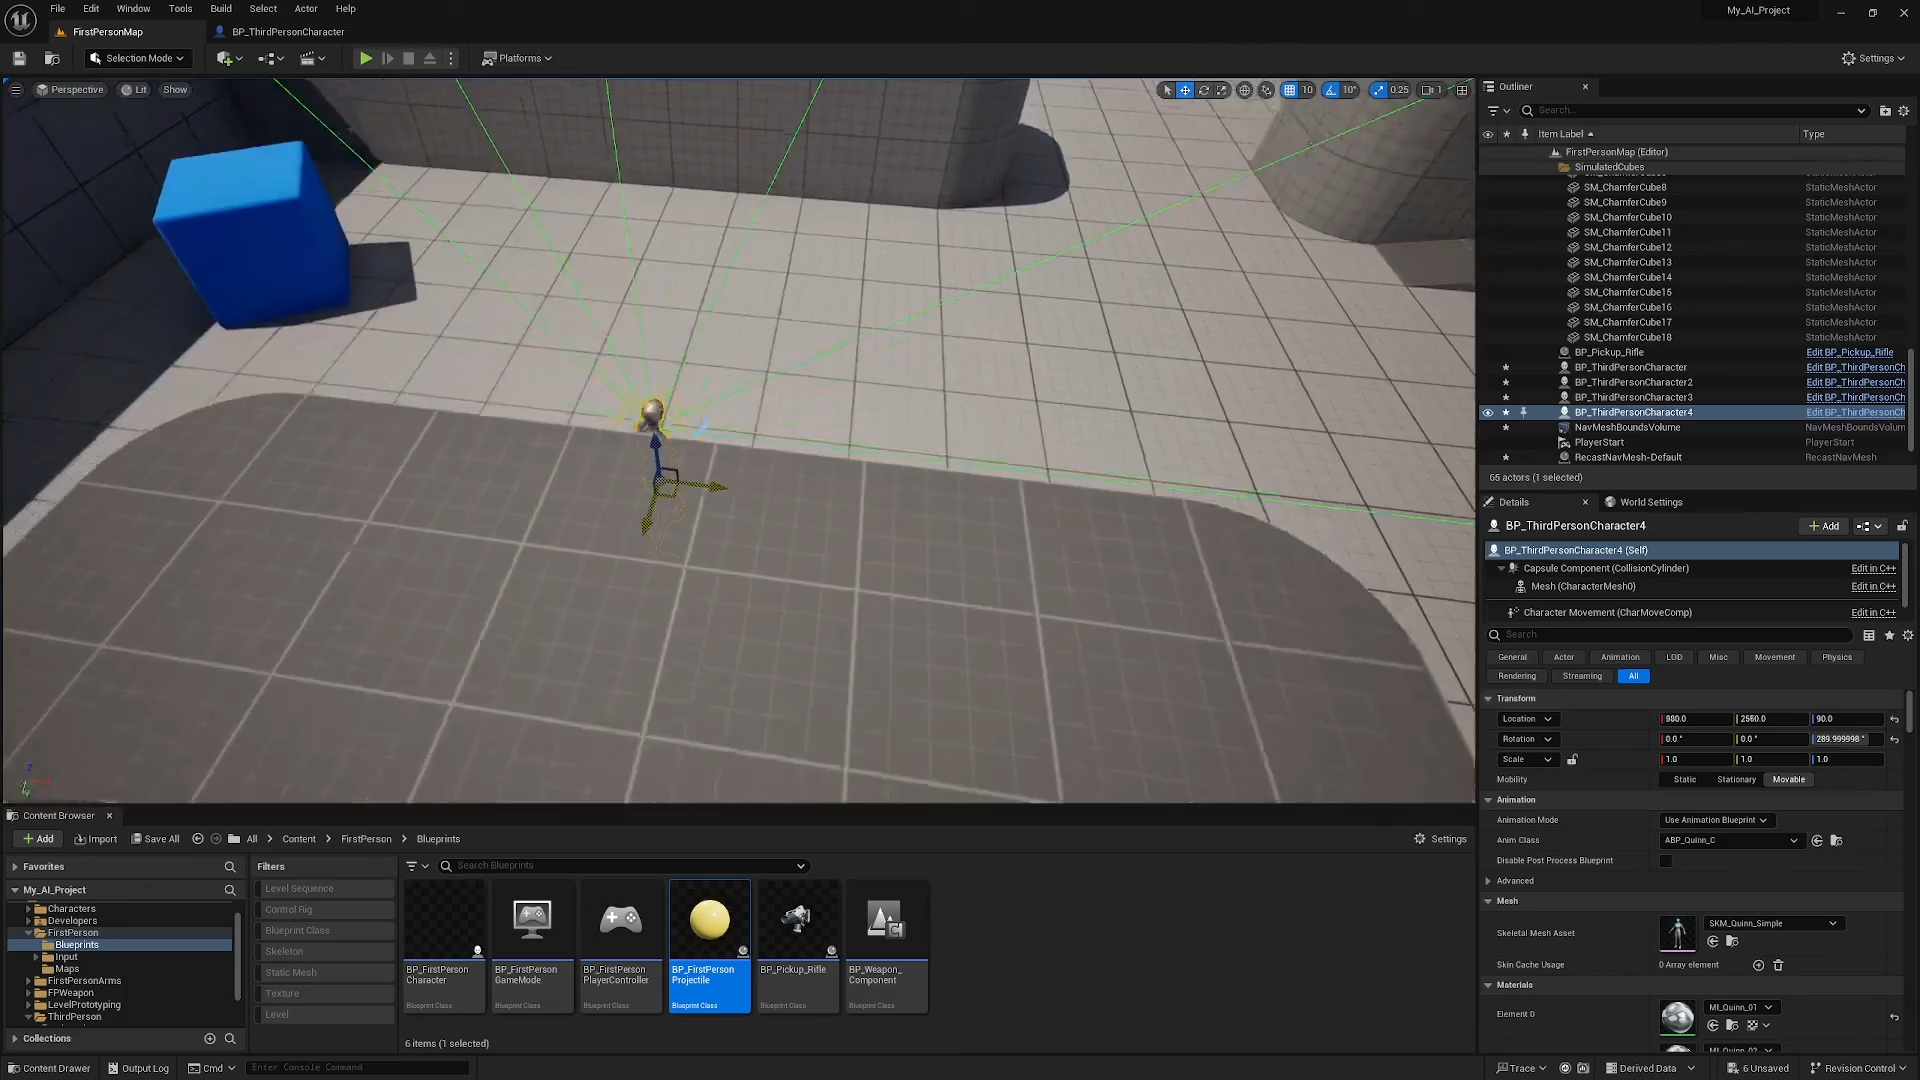 File Edit Window Tools Build Select Actor Help
My_AI_Project
FirstPersonMap
BP_ThirdPersonCharacter
Selection Mode
Platforms
Settings
Perspective
Lit
Show
10
10°
0.25
1
Outliner
Search...
Item Label
Type
FirstPersonMap (Editor)
SimulatedCubes
SM_ChamferCube8 StaticMeshActor
SM_ChamferCube9 StaticMeshActor
SM_ChamferCube10 StaticMeshActor
SM_ChamferCube11 StaticMeshActor
SM_ChamferCube12 StaticMeshActor
SM_ChamferCube13 StaticMeshActor
SM_ChamferCube14 StaticMeshActor
SM_ChamferCube15 StaticMeshActor
SM_ChamferCube16 StaticMeshActor
SM_ChamferCube17 StaticMeshActor
SM_ChamferCube18 StaticMeshActor
BP_Pickup_Rifle Edit BP_Pickup_Rifle
BP_ThirdPersonCharacter Edit BP_ThirdPersonCh
BP_ThirdPersonCharacter2 Edit BP_ThirdPersonCh
BP_ThirdPersonCharacter3 Edit BP_ThirdPersonCh
BP_ThirdPersonCharacter4 Edit BP_ThirdPersonCh
NavMeshBoundsVolume NavMeshBoundsVolum
PlayerStart PlayerStart
RecastNavMesh-Default RecastNavMesh
65 actors (1 selected)
Details
World Settings
BP_ThirdPersonCharacter4
Add
BP_ThirdPersonCharacter4 (Self)
Capsule Component (CollisionCylinder) Edit in C++
Mesh (CharacterMesh0) Edit in C++
Character Movement (CharMoveComp) Edit in C++
Search
General Actor Animation LOD Misc Movement Physics
Rendering Streaming All
Transform
Location 980.0 2560.0 90.0
Rotation 0.0 ° 0.0 ° 289.999998 °
Scale 1.0 1.0 1.0
Mobility Static Stationary Movable
Animation
Animation Mode Use Animation Blueprint
Anim Class ABP_Quinn_C
Disable Post Process Blueprint
Advanced
Mesh
Skeletal Mesh Asset SKM_Quinn_Simple
Skin Cache Usage 0 Array element
Materials
Element 0 MI_Quinn_01
MI_Quinn_02
Content Browser
Add Import Save All All Content FirstPerson Blueprints
Settings
Favorites
My_AI_Project
Characters
Developers
FirstPerson
Blueprints
Input
Maps
FirstPersonArms
FPWeapon
LevelPrototyping
ThirdPerson
Collections
Filters
Level Sequence
Control Rig
Blueprint Class
Skeleton
Static Mesh
Texture
Level
Search Blueprints
BP_FirstPerson
Character
Blueprint Class
BP_FirstPerson
GameMode
Blueprint Class
BP_FirstPerson
PlayerController
Blueprint Class
BP_FirstPerson
Projectile
Blueprint Class
BP_Pickup_Rifle
Blueprint Class
BP_Weapon_
Component
Blueprint Class
6 items (1 selected)
Content Drawer Output Log Cmd Enter Console Command
Trace Derived Data 6 Unsaved Revision Control